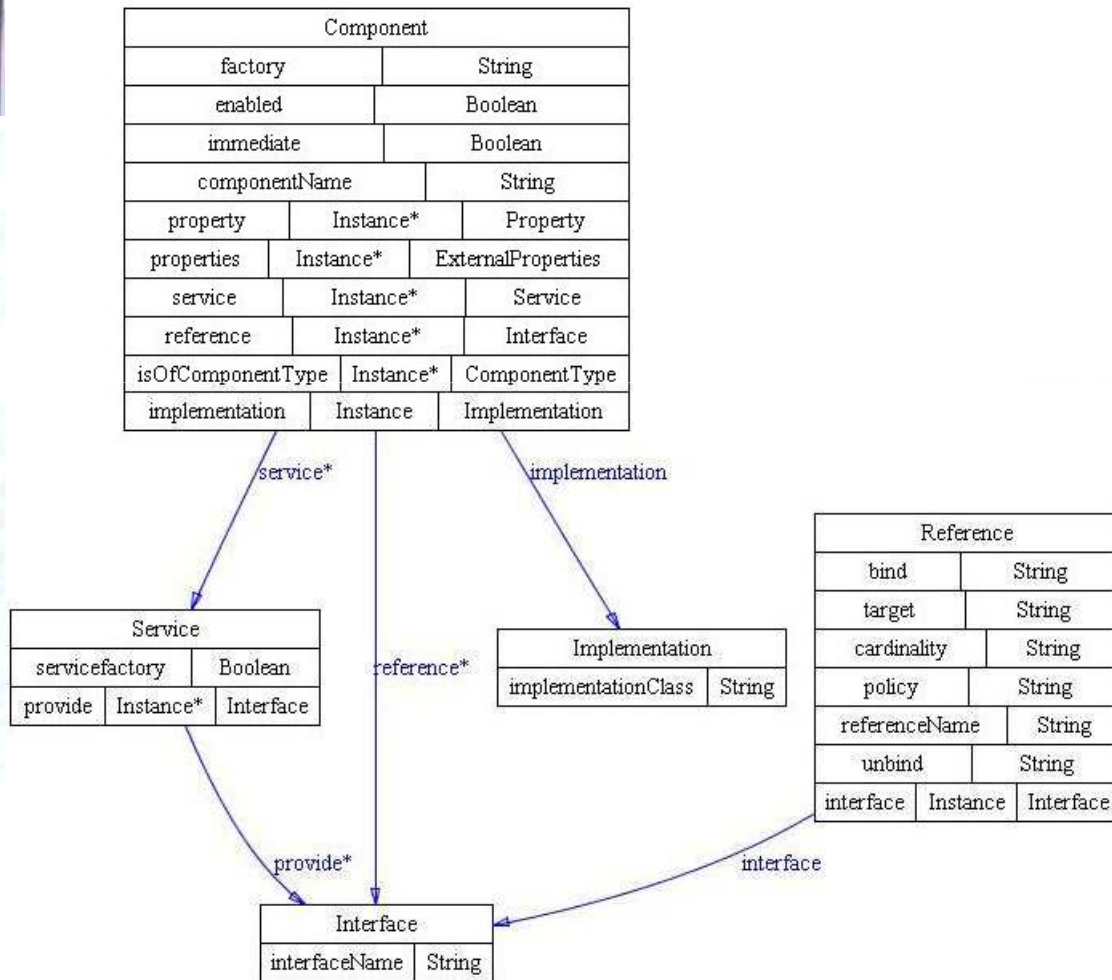 Component
factory String
enabled Boolean
immediate Boolean
componentName String
property Instance* Property
properties Instance* ExternalProperties
service Instance* Service
reference Instance* Interface
isOfComponentType Instance* ComponentType
implementation Instance Implementation
service*
implementation
Reference
bind String
target String
cardinality String
policy String
referenceName String
unbind String
interface Instance Interface
Service
servicefactory Boolean
provide Instance* Interface
reference*
Implementation
implementationClass String
provide*
interface
Interface
interfaceName String